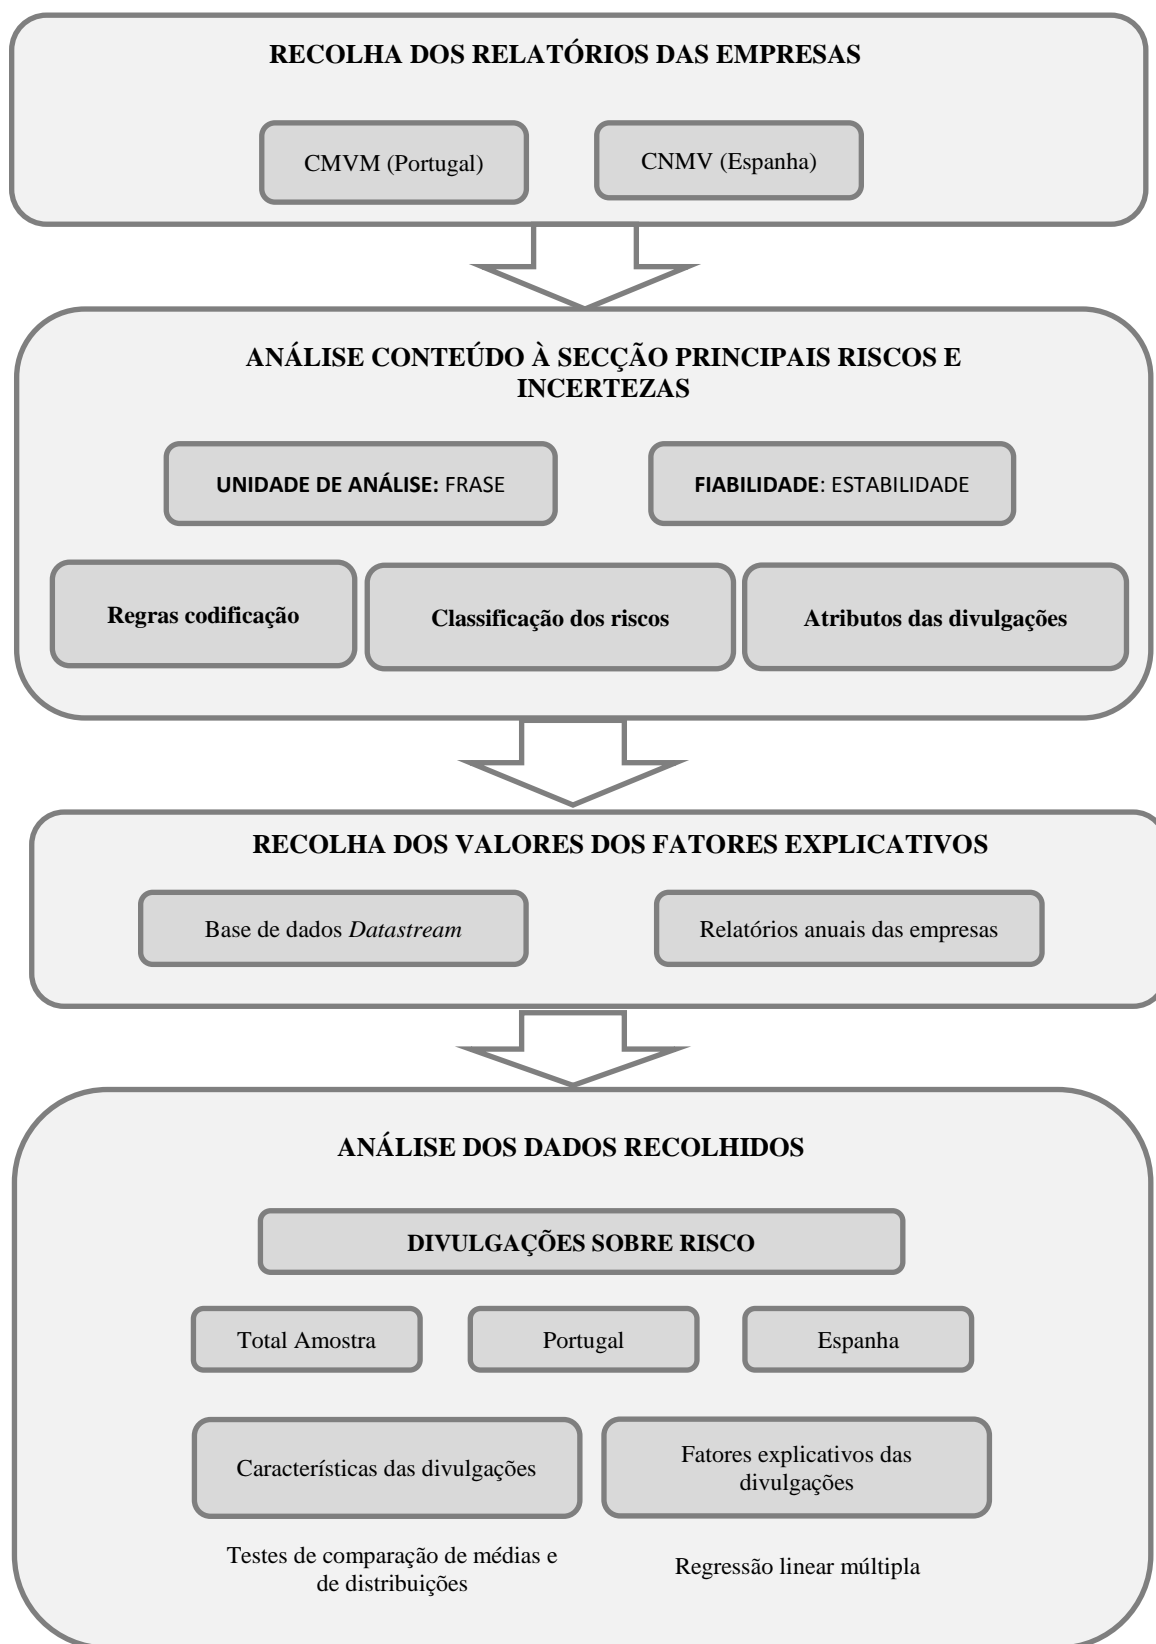 RECOLHA DOS RELATÓRIOS DAS EMPRESAS
CMVM (Portugal)
CNMV (Espanha)
ANÁLISE CONTEÚDO À SECÇÃO PRINCIPAIS RISCOS E
INCERTEZAS
UNIDADE DE ANÁLISE: FRASE
FIABILIDADE: ESTABILIDADE
Regras codificação
Classificação dos riscos
Atributos das divulgações
RECOLHA DOS VALORES DOS FATORES EXPLICATIVOS
Base de dados Datastream
Relatórios anuais das empresas
ANÁLISE DOS DADOS RECOLHIDOS
DIVULGAÇÕES SOBRE RISCO
Total Amostra
Portugal
Espanha
Características das divulgações
Fatores explicativos das
divulgações
Testes de comparação de médias e
de distribuições
Regressão linear múltipla